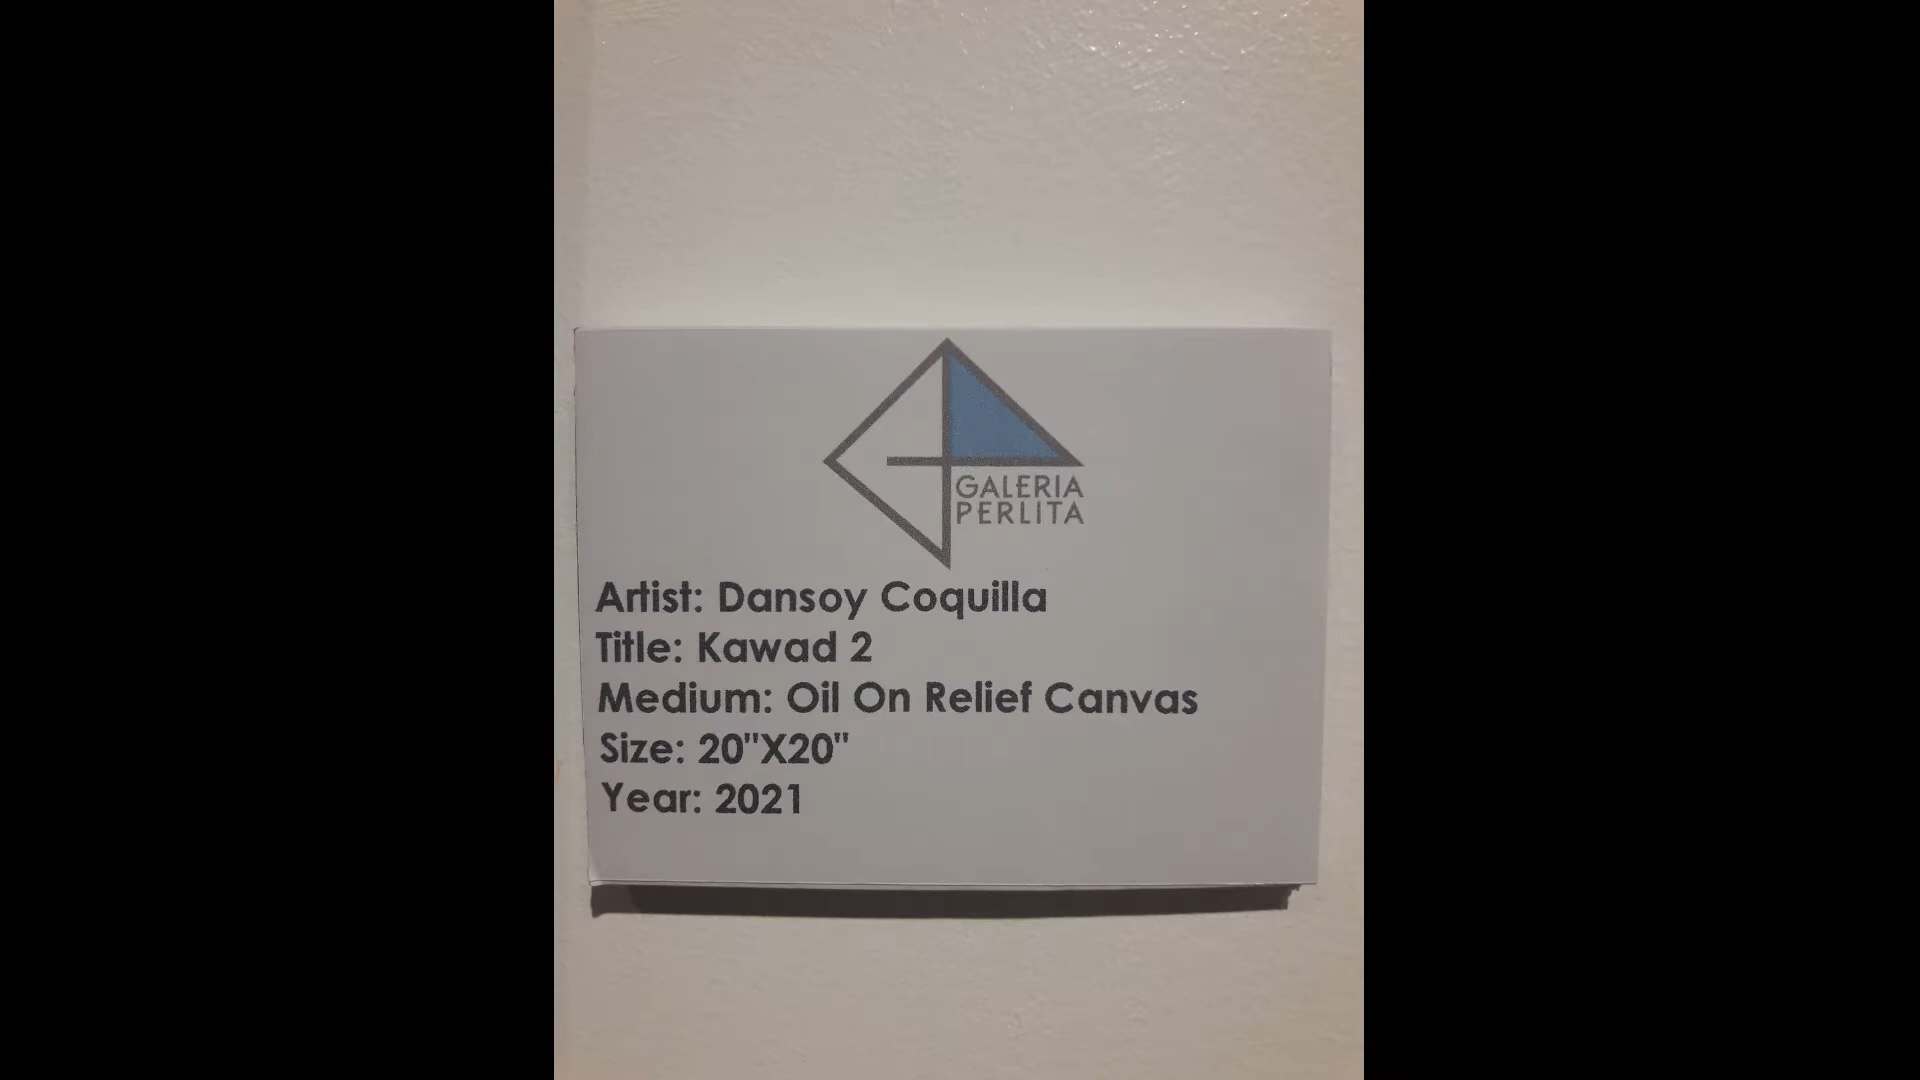 GALERIA
PERLITA
Artist: Dansoy Coquilla
Title: Kawad 2
Medium: Oil On Relief Canvas
Size: 20"X20"
Year: 2021